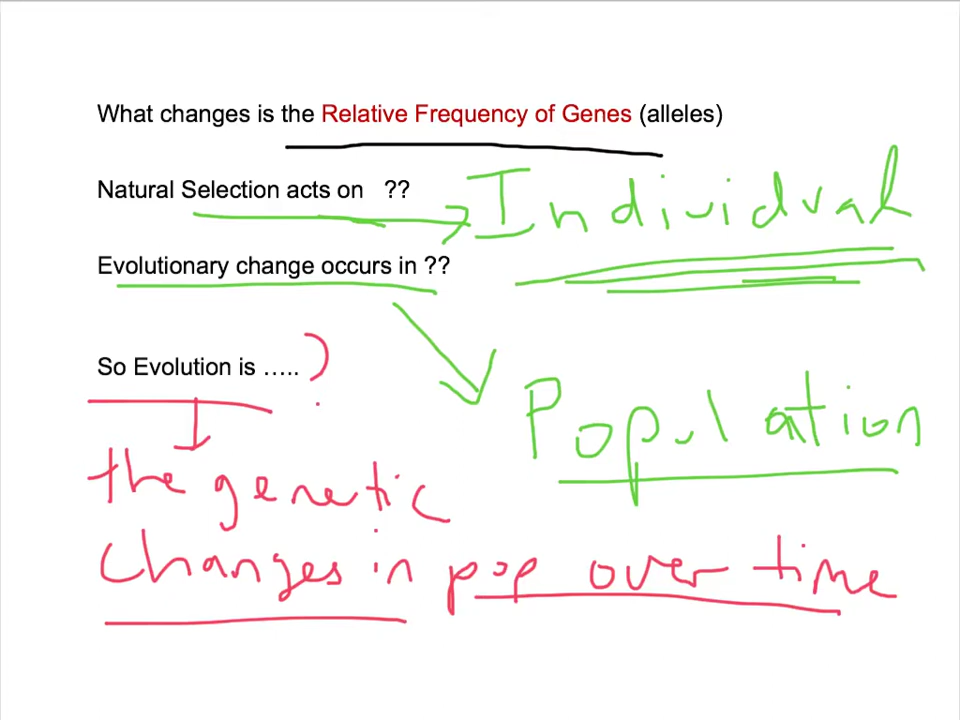 What changes is the Relative Frequency of Genes (alleles)
Natural Selection acts on ?? Individual
Evolutionary change occurs in ??
So Evolution is ..... ?
Population
the genetic
changes in pop over time